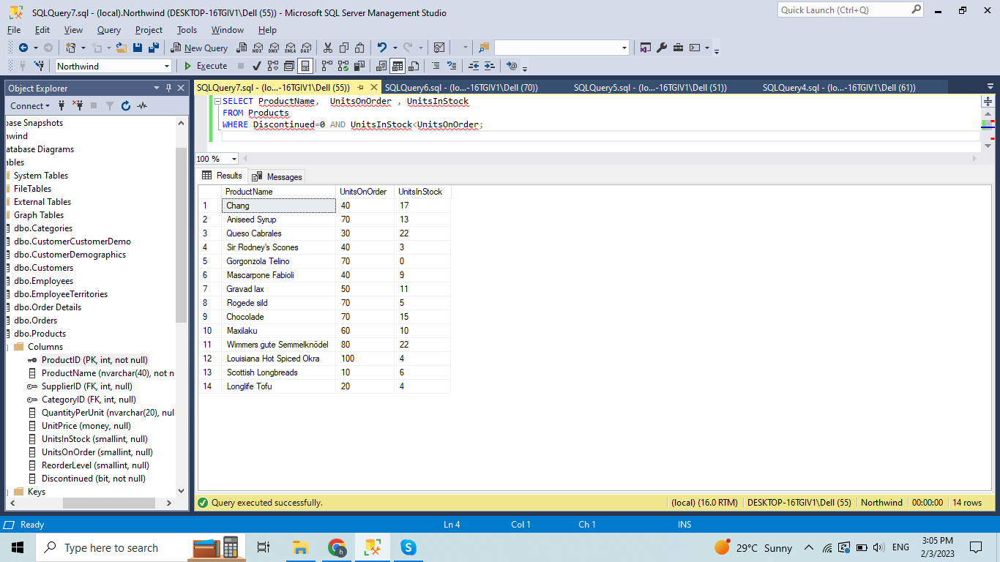 SQLQuery7.sql - (local).Northwind (DESKTOP-16TGIV1\Dell (55)) - Microsoft SQL Server Management Studio
Quick Launch (Ctrl+Q)
File Edit View Query Project Tools Window Help
New Query MDX DMX XMLA DAX
Northwind Execute
Object Explorer
SQLQuery7.sql - (lo...-16TGIV1\Dell (55)) SQLQuery6.sql - (lo...-16TGIV1\Dell (70)) SQLQuery5.sql - (lo...-16TGIV1\Dell (51)) SQLQuery4.sql - (lo...-16TGIV1\Dell (61))
Connect
base Snapshots
hwind
atabase Diagrams
ables
System Tables
FileTables
External Tables
Graph Tables
dbo.Categories
dbo.CustomerCustomerDemo
dbo.CustomerDemographics
dbo.Customers
dbo.Employees
dbo.EmployeeTerritories
dbo.Order Details
dbo.Orders
dbo.Products
Columns
ProductID (PK, int, not null)
ProductName (nvarchar(40), not n
SupplierID (FK, int, null)
CategoryID (FK, int, null)
QuantityPerUnit (nvarchar(20), nul
UnitPrice (money, null)
UnitsInStock (smallint, null)
UnitsOnOrder (smallint, null)
ReorderLevel (smallint, null)
Discontinued (bit, not null)
Keys
SELECT ProductName, UnitsOnOrder , UnitsInStock
FROM Products
WHERE Discontinued=0 AND UnitsInStock<UnitsOnOrder;
100 %
Results Messages
ProductName UnitsOnOrder UnitsInStock
1 Chang 40 17
2 Aniseed Syrup 70 13
3 Queso Cabrales 30 22
4 Sir Rodney's Scones 40 3
5 Gorgonzola Telino 70 0
6 Mascarpone Fabioli 40 9
7 Gravad lax 50 11
8 Rogede sild 70 5
9 Chocolade 70 15
10 Maxilaku 60 10
11 Wimmers gute Semmelknödel 80 22
12 Louisiana Hot Spiced Okra 100 4
13 Scottish Longbreads 10 6
14 Longlife Tofu 20 4
Query executed successfully. (local) (16.0 RTM) DESKTOP-16TGIV1\Dell (55) Northwind 00:00:00 14 rows
Ready Ln 4 Col 1 Ch 1 INS
Type here to search
29°C Sunny ENG
3:05 PM
2/3/2023